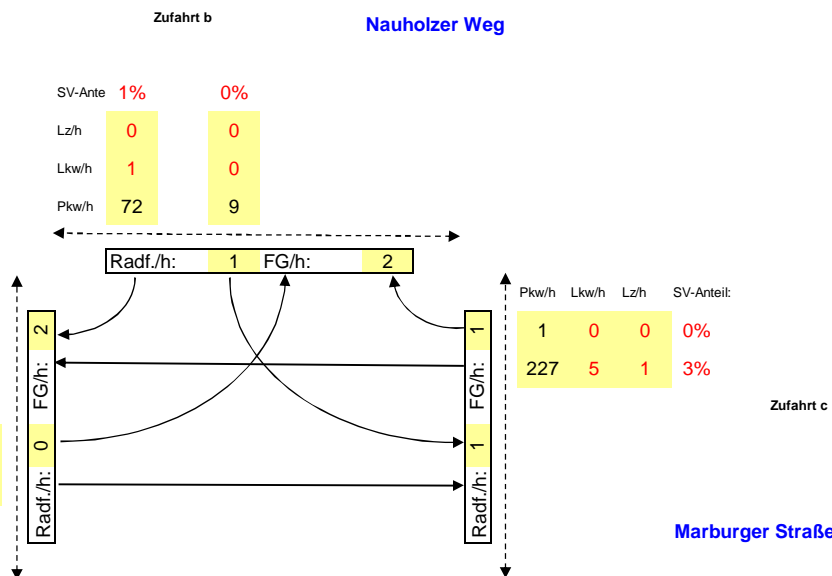 Zufahrt b
Nauholzer Weg
SV-Ante 1% 0%
Lz/h 0 0
Lkw/h 1 0
Pkw/h 72 9
Radf./h: 1 FG/h: 2
Pkw/h Lkw/h Lz/h SV-Anteil:
1 0 0 0%
227 5 1 3%
Radf./h: 0 FG/h: 2
Radf./h: 1 FG/h: 1
Zufahrt c
Marburger Straße